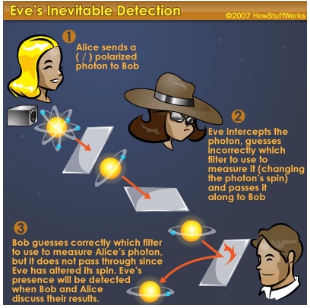 Eve's Inevitable Detection
©2007 HowStuffWorks
1
Alice sends a
( / ) polarized
photon to Bob
2
Eve intercepts the
photon, guesses
incorrectly which
filter to use to
measure it (changing
the photon's spin)
and passes it
along to Bob
3
Bob guesses correctly which filter
to use to measure Alice's photon,
but it does not pass through since
Eve has altered its spin. Eve's
presence will be detected
when Bob and Alice
discuss their results.